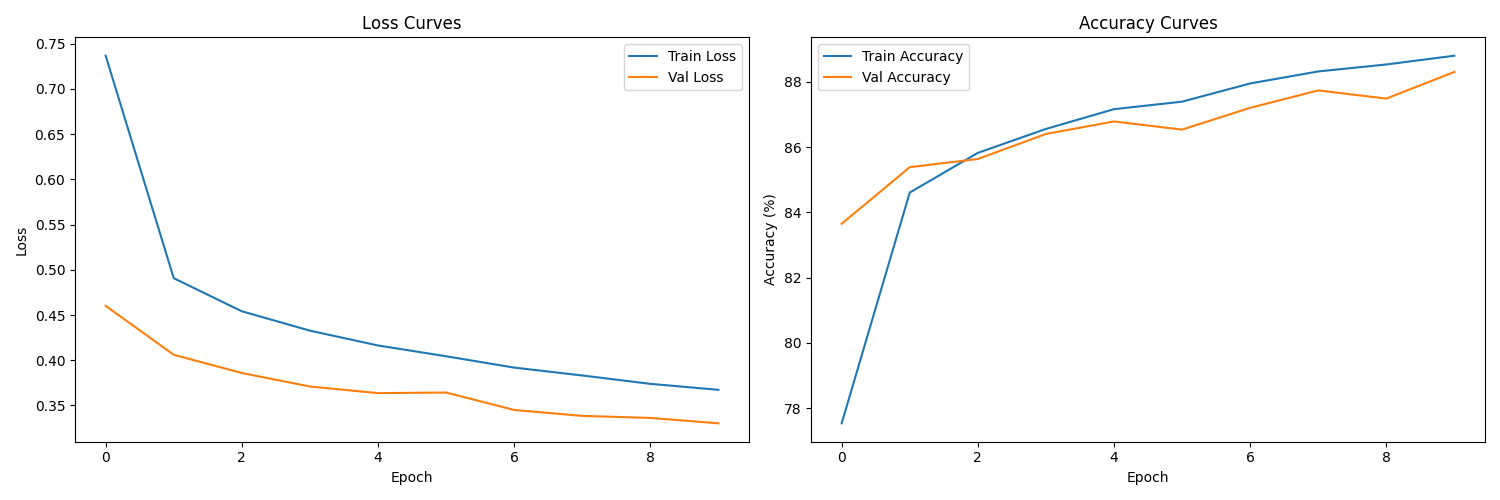 Loss Curves
0.75
0.70
0.65
0.60
0.55
0.50
0.45
0.40
0.35
Loss
Train Loss
Val Loss
0 2 4 6 8
Epoch
Accuracy Curves
88
86
84
82
80
78
Accuracy (%)
Train Accuracy
Val Accuracy
0 2 4 6 8
Epoch